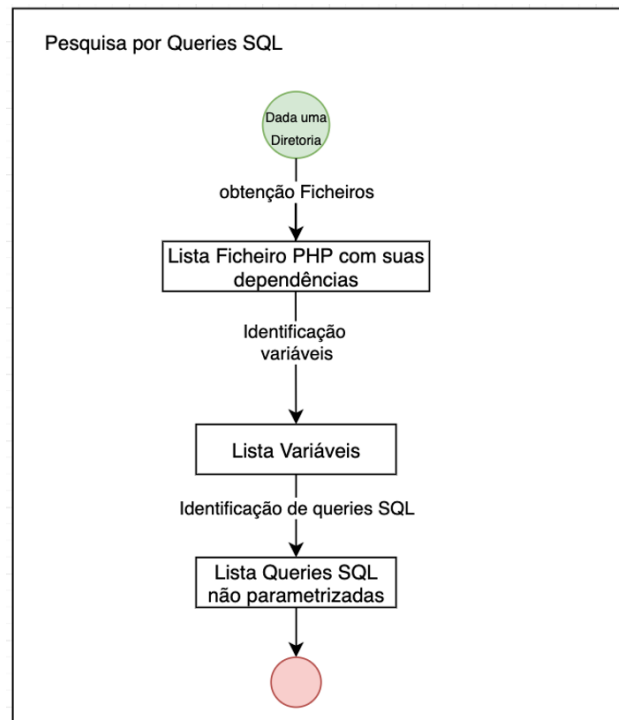 Pesquisa por Queries SQL
Dada uma
Diretoria
obtenção Ficheiros
Lista Ficheiro PHP com suas
dependências
Identificação
variáveis
Lista Variáveis
Identificação de queries SQL
Lista Queries SQL
não parametrizadas